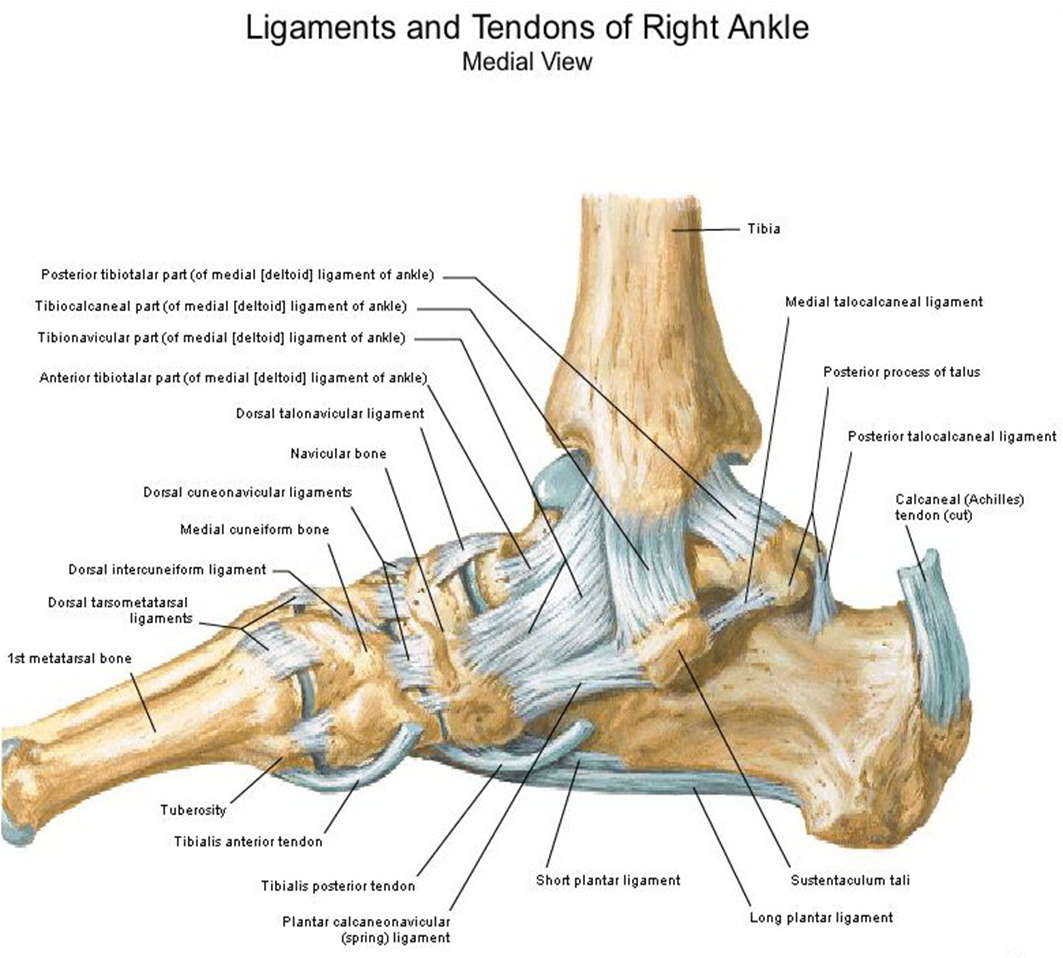 Ligaments and Tendons of Right Ankle
Medial View
Tibia
Posterior tibiotalar part (of medial [deltoid] ligament of ankle)
Tibiocalcaneal part (of medial [deltoid] ligament of ankle)
Tibionavicular part (of medial [deltoid] ligament of ankle)
Anterior tibiotalar part (of medial [deltoid] ligament of ankle)
Dorsal talonavicular ligament
Navicular bone
Dorsal cuneonavicular ligaments
Medial cuneiform bone
Dorsal intercuneiform ligament
Dorsal tarsometatarsal
ligaments
1st metatarsal bone
Medial talocalcaneal ligament
Posterior process of talus
Posterior talocalcaneal ligament
Calcaneal (Achilles)
tendon (cut)
Tuberosity
Tibialis anterior tendon
Tibialis posterior tendon
Plantar calcaneonavicular
(spring) ligament
Short plantar ligament
Sustentaculum tali
Long plantar ligament